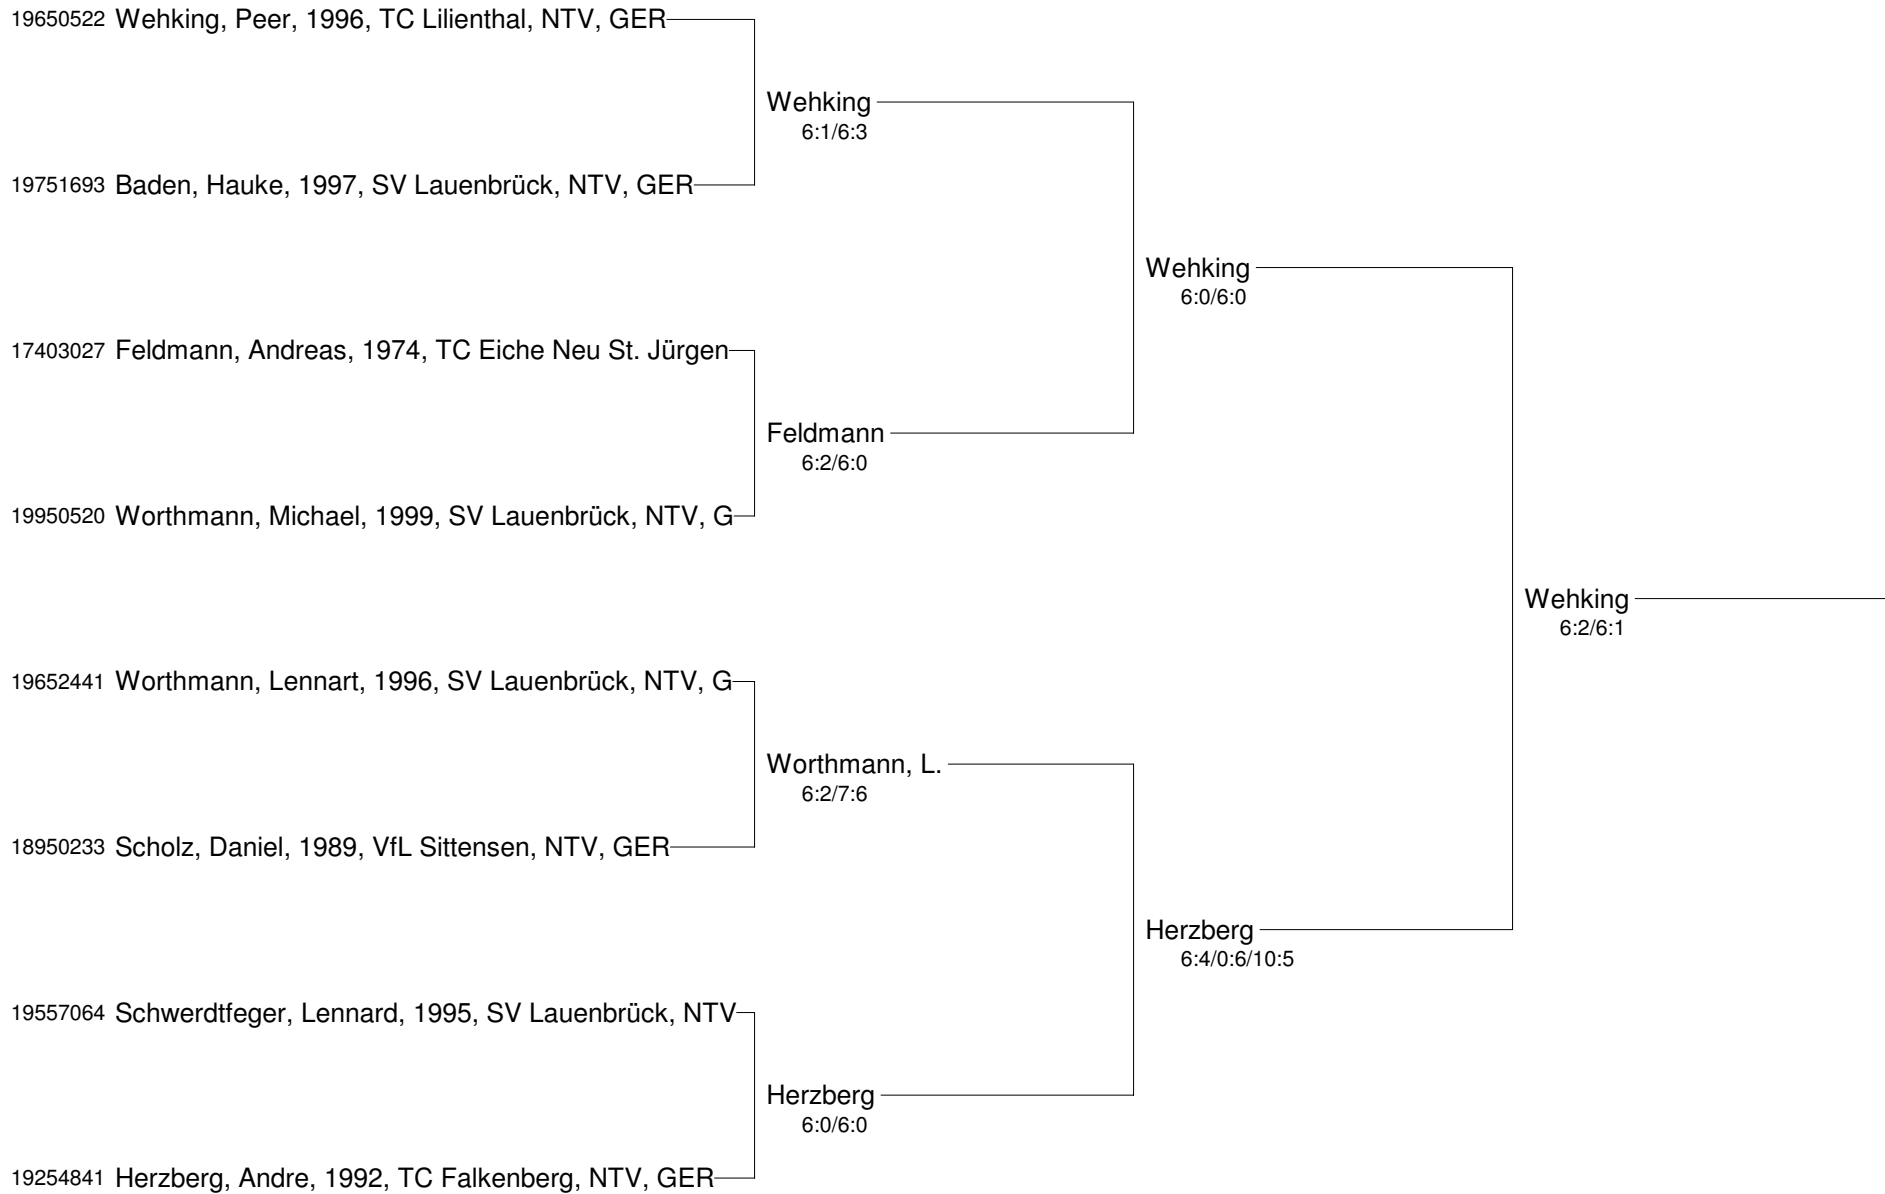 19650522 Wehking, Peer, 1996, TC Lilienthal, NTV, GER
Wehking
6:1/6:3
19751693 Baden, Hauke, 1997, SV Lauenbrück, NTV, GER
Wehking
6:0/6:0
17403027 Feldmann, Andreas, 1974, TC Eiche Neu St. Jürgen
Feldmann
6:2/6:0
19950520 Worthmann, Michael, 1999, SV Lauenbrück, NTV, G
Wehking
6:2/6:1
19652441 Worthmann, Lennart, 1996, SV Lauenbrück, NTV, G
Worthmann, L.
6:2/7:6
18950233 Scholz, Daniel, 1989, VfL Sittensen, NTV, GER
Herzberg
6:4/0:6/10:5
19557064 Schwerdtfeger, Lennard, 1995, SV Lauenbrück, NTV
Herzberg
6:0/6:0
19254841 Herzberg, Andre, 1992, TC Falkenberg, NTV, GER